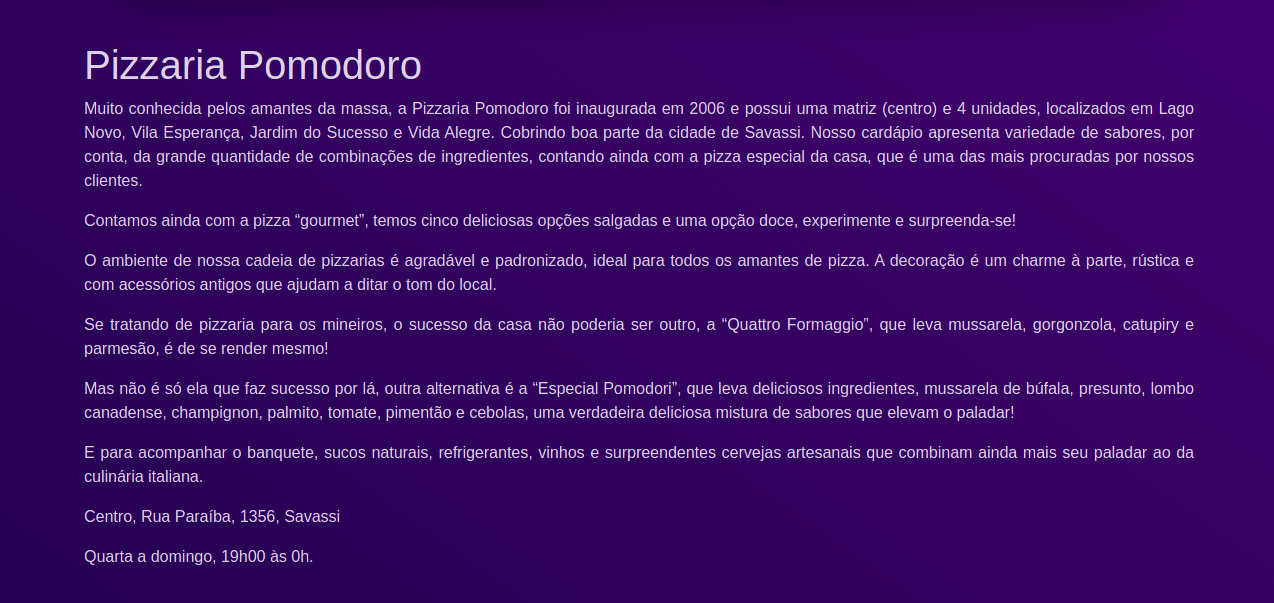 Pizzaria Pomodoro
Muito conhecida pelos amantes da massa, a Pizzaria Pomodoro foi inaugurada em 2006 e possui uma matriz (centro) e 4 unidades, localizados em Lago
Novo, Vila Esperança, Jardim do Sucesso e Vida Alegre. Cobrindo boa parte da cidade de Savassi. Nosso cardápio apresenta variedade de sabores, por
conta, da grande quantidade de combinações de ingredientes, contando ainda com a pizza especial da casa, que é uma das mais procuradas por nossos
clientes.
Contamos ainda com a pizza “gourmet”, temos cinco deliciosas opções salgadas e uma opção doce, experimente e surpreenda-se!
O ambiente de nossa cadeia de pizzarias é agradável e padronizado, ideal para todos os amantes de pizza. A decoração é um charme à parte, rústica e
com acessórios antigos que ajudam a ditar o tom do local.
Se tratando de pizzaria para os mineiros, o sucesso da casa não poderia ser outro, a “Quattro Formaggio”, que leva mussarela, gorgonzola, catupiry e
parmesão, é de se render mesmo!
Mas não é só ela que faz sucesso por lá, outra alternativa é a “Especial Pomodori”, que leva deliciosos ingredientes, mussarela de búfala, presunto, lombo
canadense, champignon, palmito, tomate, pimentão e cebolas, uma verdadeira deliciosa mistura de sabores que elevam o paladar!
E para acompanhar o banquete, sucos naturais, refrigerantes, vinhos e surpreendentes cervejas artesanais que combinam ainda mais seu paladar ao da
culinária italiana.
Centro, Rua Paraíba, 1356, Savassi
Quarta a domingo, 19h00 às 0h.